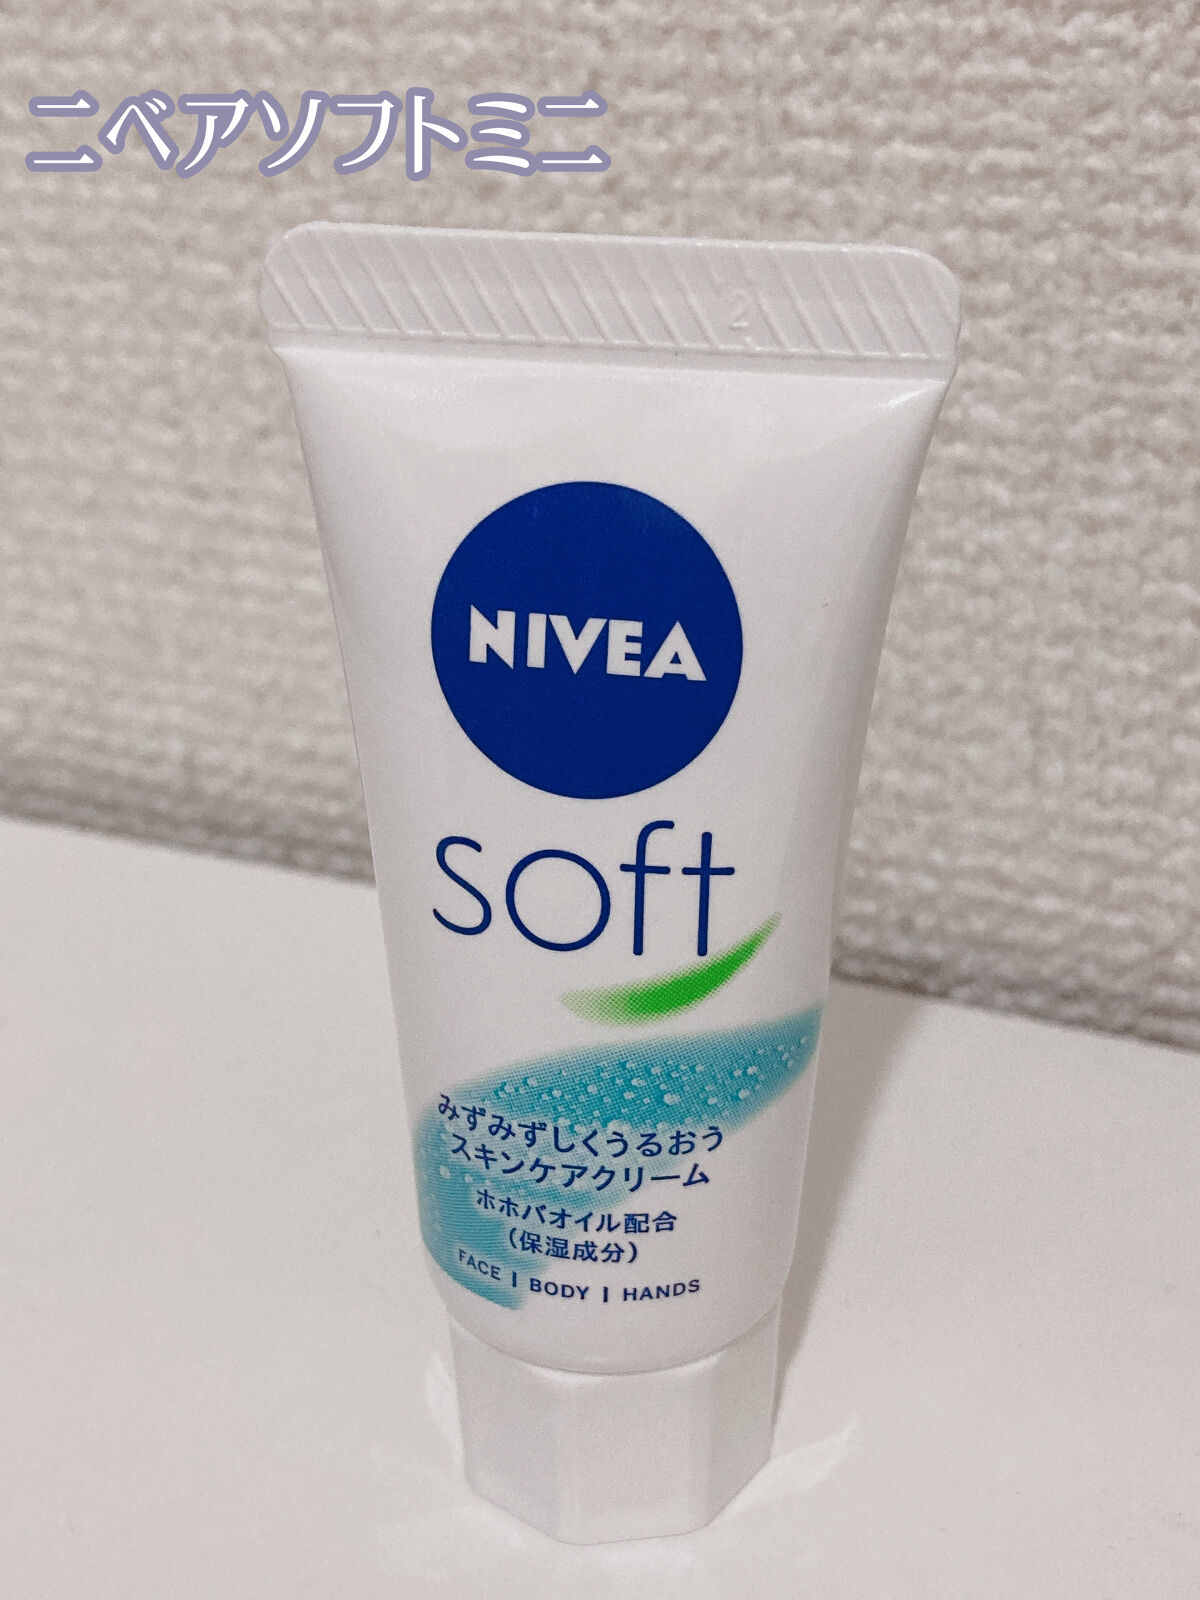 ニベアソフトミニ
2
NIVEA
soft
みずみずしくうるおう
スキンケアクリーム
ホホバオイル配合
(保湿成分)
FACE | BODY | HANDS